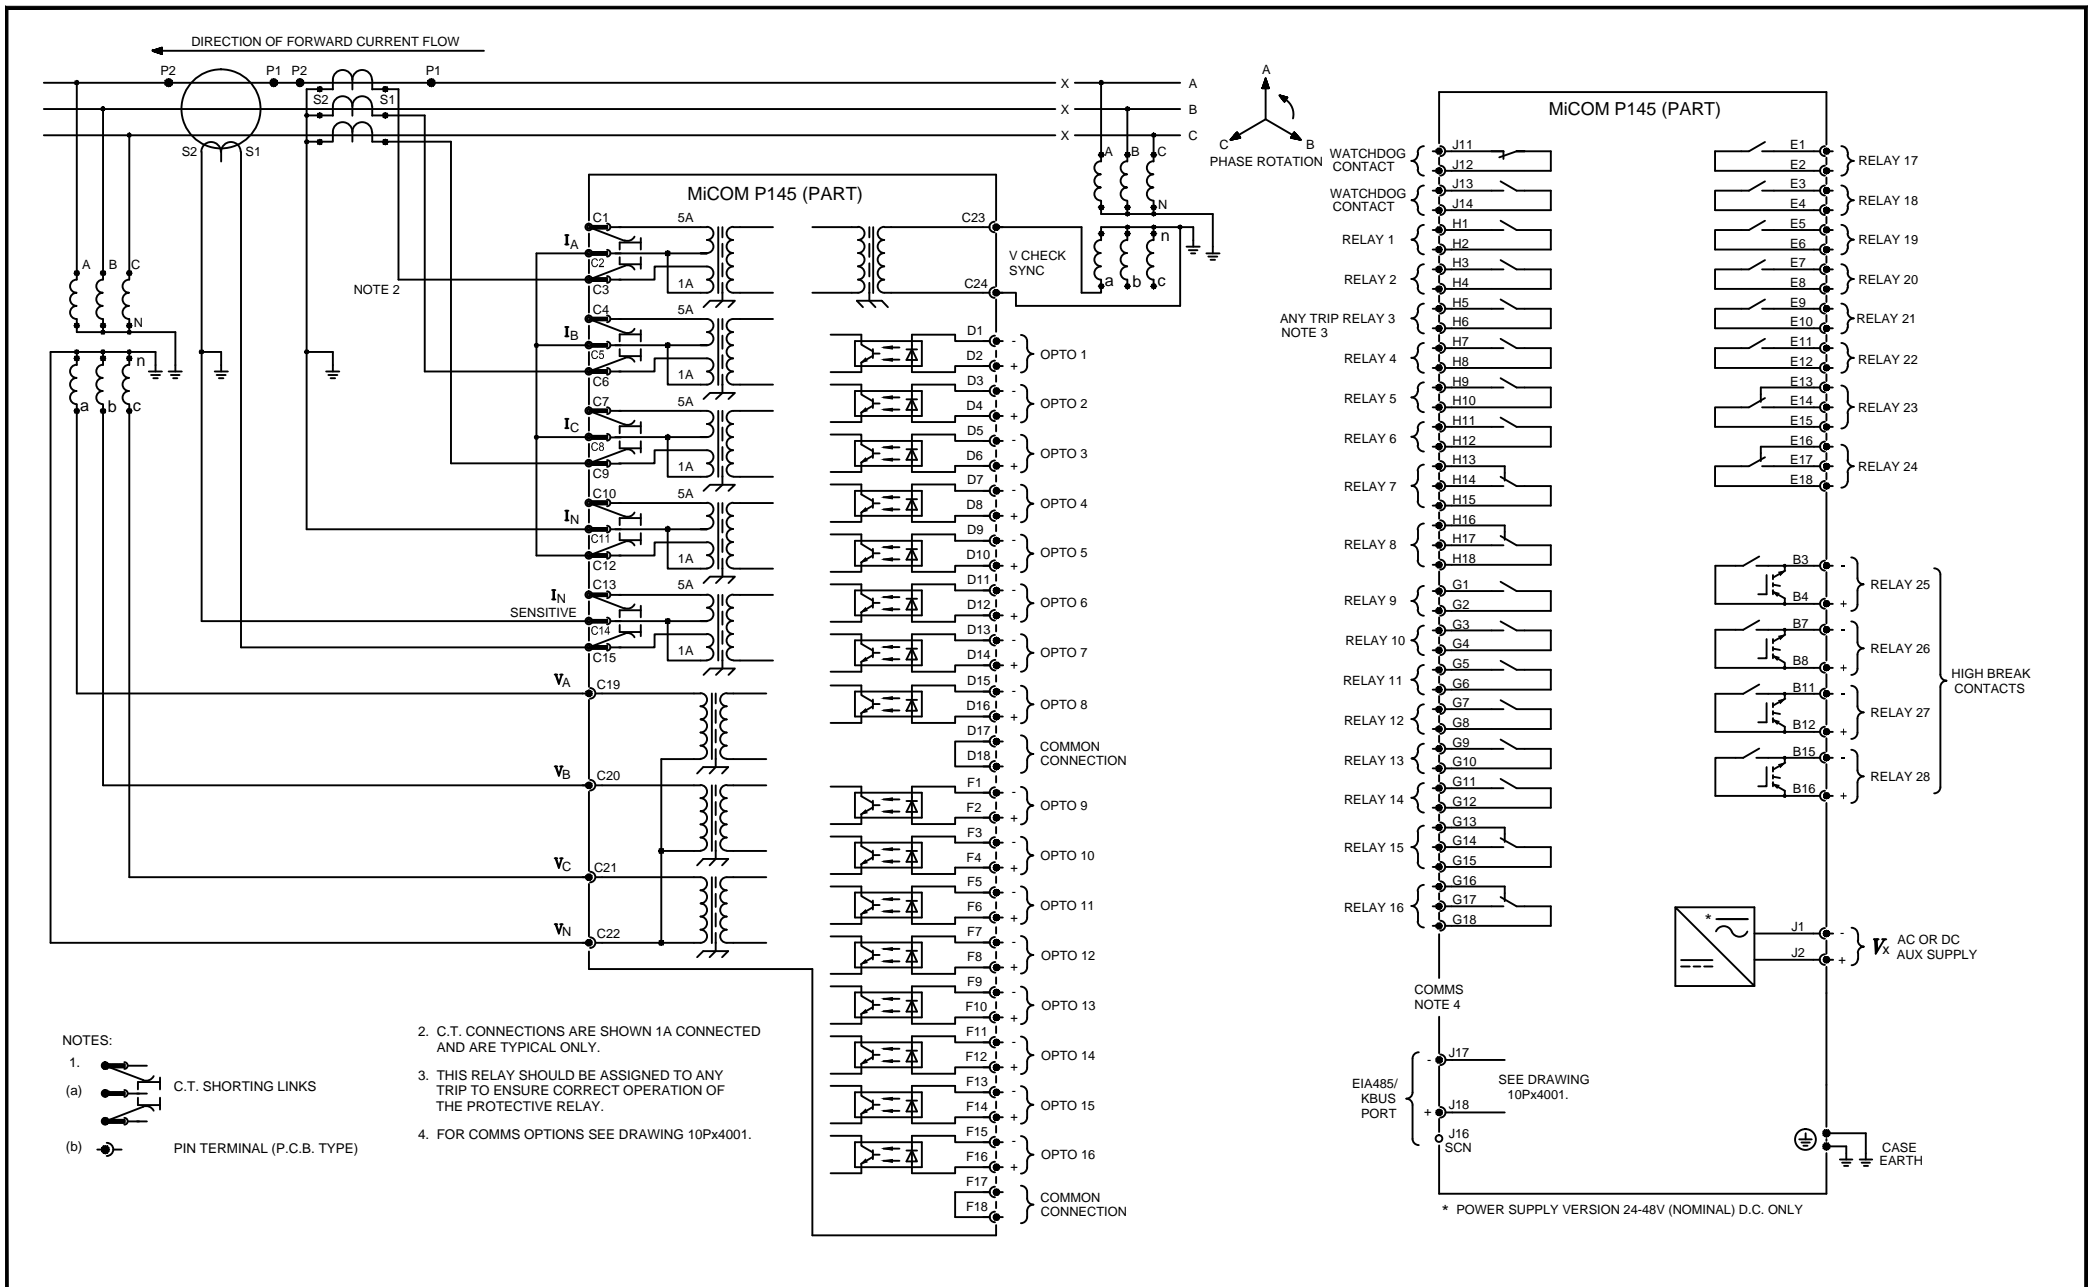 DIRECTION OF FORWARD CURRENT FLOW
P2
P1 P2
P1
S2
S1
S2
S1
X
A
X
B
X
C
A
B
C
N
n
a
b
c
A
B
C
N
n
a
b
c
A
B
C
PHASE ROTATION
NOTE 2
MiCOM P145 (PART)
C1
5A
IA
C2
C3
1A
C4
5A
IB
C5
C6
1A
C7
5A
IC
C8
C9
1A
C10
5A
IN
C11
C12
1A
C13
5A
IN
SENSITIVE
C14
C15
1A
VA
C19
VB
C20
VC
C21
VN
C22
C23
V CHECK
SYNC
C24
D1
-
D2
+
OPTO 1
D3
-
D4
+
OPTO 2
D5
-
D6
+
OPTO 3
D7
-
D8
+
OPTO 4
D9
-
D10
+
OPTO 5
D11
-
D12
+
OPTO 6
D13
-
D14
+
OPTO 7
D15
-
D16
+
OPTO 8
D17
D18
COMMON
CONNECTION
F1
-
F2
+
OPTO 9
F3
-
F4
+
OPTO 10
F5
-
F6
+
OPTO 11
F7
-
F8
+
OPTO 12
F9
-
F10
+
OPTO 13
F11
-
F12
+
OPTO 14
F13
-
F14
+
OPTO 15
F15
-
F16
+
OPTO 16
F17
F18
COMMON
CONNECTION
MiCOM P145 (PART)
WATCHDOG
CONTACT
J11
J12
WATCHDOG
CONTACT
J13
J14
RELAY 1
H1
H2
RELAY 2
H3
H4
ANY TRIP RELAY 3
NOTE 3
H5
H6
RELAY 4
H7
H8
RELAY 5
H9
H10
RELAY 6
H11
H12
RELAY 7
H13
H14
H15
RELAY 8
H16
H17
H18
RELAY 9
G1
G2
RELAY 10
G3
G4
RELAY 11
G5
G6
RELAY 12
G7
G8
RELAY 13
G9
G10
RELAY 14
G11
G12
RELAY 15
G13
G14
G15
RELAY 16
G16
G17
G18
COMMS
NOTE 4
EIA485/
KBUS
PORT
-
J17
+
J18
J16
SCN
SEE DRAWING
10Px4001.
E1
E2
RELAY 17
E3
E4
RELAY 18
E5
E6
RELAY 19
E7
E8
RELAY 20
E9
E10
RELAY 21
E11
E12
RELAY 22
E13
E14
E15
RELAY 23
E16
E17
E18
RELAY 24
B3
-
B4
+
RELAY 25
B7
-
B8
+
RELAY 26
B11
-
B12
+
RELAY 27
B15
-
B16
+
RELAY 28
HIGH BREAK
CONTACTS
*
J1
-
J2
+
Vx
AC OR DC
AUX SUPPLY
CASE
EARTH
* POWER SUPPLY VERSION 24-48V (NOMINAL) D.C. ONLY
NOTES:
1.
(a)
C.T. SHORTING LINKS
(b)
PIN TERMINAL (P.C.B. TYPE)
2. C.T. CONNECTIONS ARE SHOWN 1A CONNECTED
AND ARE TYPICAL ONLY.
3. THIS RELAY SHOULD BE ASSIGNED TO ANY
TRIP TO ENSURE CORRECT OPERATION OF
THE PROTECTIVE RELAY.
4. FOR COMMS OPTIONS SEE DRAWING 10Px4001.